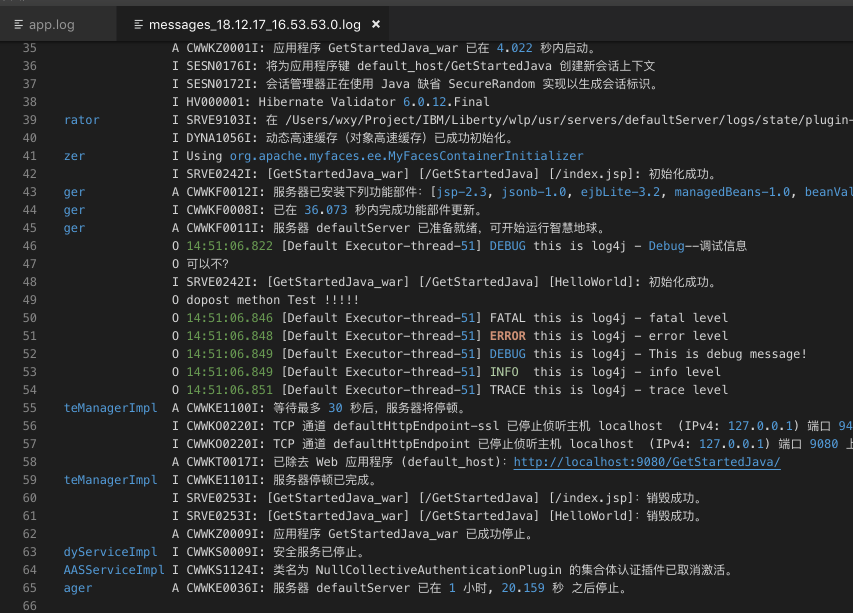 app.log messages_18.12.17_16.53.53.0.log ×
35 A CWWKZ0001I: 应用程序 GetStartedJava_war 已在 4.022 秒内启动。
36 I SESN0176I: 将为应用程序键 default_host/GetStartedJava 创建新会话上下文
37 I SESN0172I: 会话管理器正在使用 Java 缺省 SecureRandom 实现以生成会话标识。
38 I HV000001: Hibernate Validator 6.0.12.Final
39 rator I SRVE9103I: 在 /Users/wxy/Project/IBM/Liberty/wlp/usr/servers/defaultServer/logs/state/plugin-
40 I DYNA1056I: 动态高速缓存（对象高速缓存）已成功初始化。
41 zer I Using org.apache.myfaces.ee.MyFacesContainerInitializer
42 I SRVE0242I: [GetStartedJava_war] [/GetStartedJava] [/index.jsp]: 初始化成功。
43 ger A CWWKF0012I: 服务器已安装下列功能部件：[jsp-2.3, jsonb-1.0, ejbLite-3.2, managedBeans-1.0, beanVal
44 ger I CWWKF0008I: 已在 36.073 秒内完成功能部件更新。
45 ger A CWWKF0011I: 服务器 defaultServer 已准备就绪，可开始运行智慧地球。
46 O 14:51:06.822 [Default Executor-thread-51] DEBUG this is log4j - Debug--调试信息
47 O 可以不?
48 I SRVE0242I: [GetStartedJava_war] [/GetStartedJava] [HelloWorld]: 初始化成功。
49 O dopost methon Test !!!!!
50 O 14:51:06.846 [Default Executor-thread-51] FATAL this is log4j - fatal level
51 O 14:51:06.848 [Default Executor-thread-51] ERROR this is log4j - error level
52 O 14:51:06.849 [Default Executor-thread-51] DEBUG this is log4j - This is debug message!
53 O 14:51:06.849 [Default Executor-thread-51] INFO this is log4j - info level
54 O 14:51:06.851 [Default Executor-thread-51] TRACE this is log4j - trace level
55 teManagerImpl A CWWKE1100I: 等待最多 30 秒后，服务器将停顿。
56 I CWWKO0220I: TCP 通道 defaultHttpEndpoint-ssl 已停止侦听主机 localhost （IPv4: 127.0.0.1）端口 94
57 I CWWKO0220I: TCP 通道 defaultHttpEndpoint 已停止侦听主机 localhost （IPv4: 127.0.0.1）端口 9080 上
58 A CWWKT0017I: 已除去 Web 应用程序 (default_host)：http://localhost:9080/GetStartedJava/
59 teManagerImpl I CWWKE1101I: 服务器停顿已完成。
60 I SRVE0253I: [GetStartedJava_war] [/GetStartedJava] [/index.jsp]：销毁成功。
61 I SRVE0253I: [GetStartedJava_war] [/GetStartedJava] [HelloWorld]：销毁成功。
62 A CWWKZ0009I: 应用程序 GetStartedJava_war 已成功停止。
63 dyServiceImpl I CWWKS0009I: 安全服务已停止。
64 AASServiceImpl I CWWKS1124I: 类名为 NullCollectiveAuthenticationPlugin 的集合体认证插件已取消激活。
65 ager A CWWKE0036I: 服务器 defaultServer 已在 1 小时, 20.159 秒 之后停止。
66